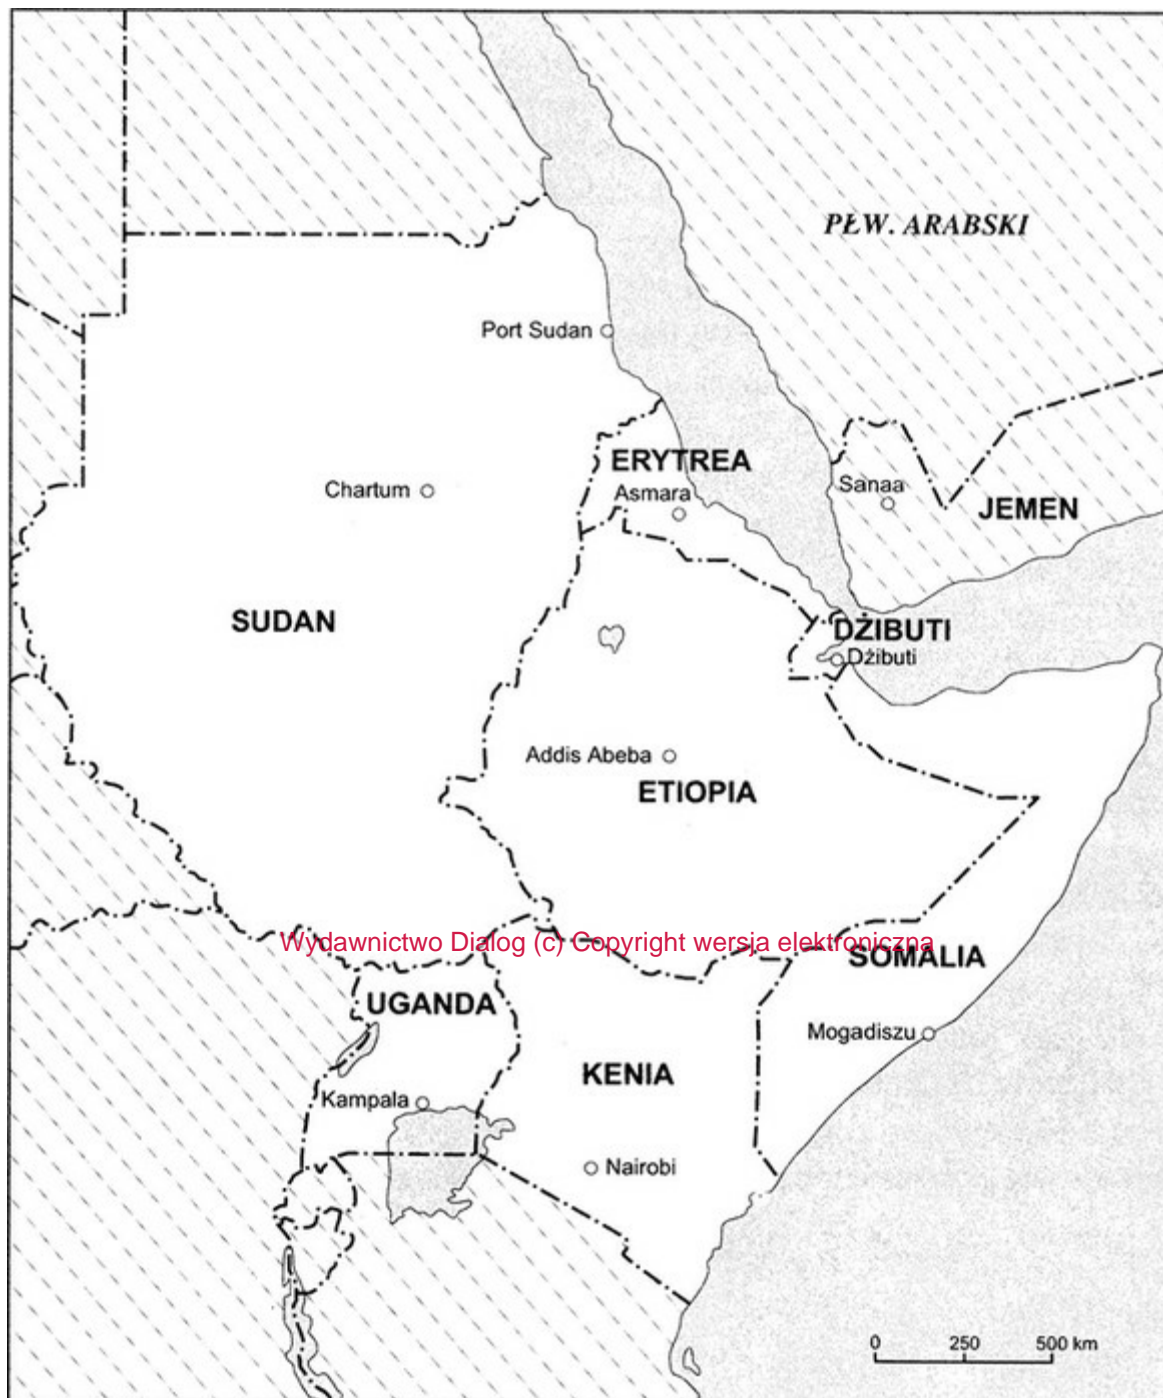 PŁW. ARABSKI
Port Sudan
ERYTREA
Chartum
Asmara
Sanaa
JEMEN
SUDAN
DŻIBUTI
Dżibuti
Addis Abeba
ETIOPIA
Wydawnictwo Dialog (c) Copyright wersja elektroniczna
SOMALIA
UGANDA
Mogadiszu
KENIA
Kampala
Nairobi
0 250 500 km